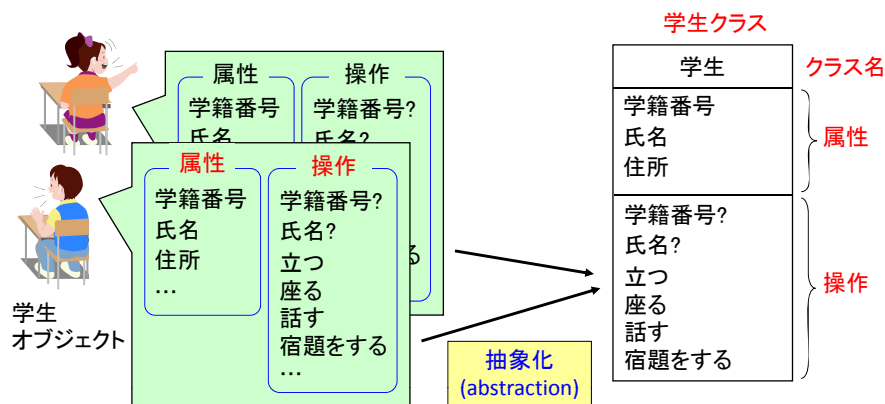 属性
操作
学籍番号
学籍番号?
氏名
氏名?
る
属性
操作
学籍番号
氏名
住所
…
学籍番号?
氏名?
立つ
座る
話す
宿題をする
…
学生
オブジェクト
抽象化
(abstraction)
学生クラス
学生
クラス名
学籍番号
氏名
住所
属性
学籍番号?
氏名?
立つ
座る
話す
宿題をする
操作